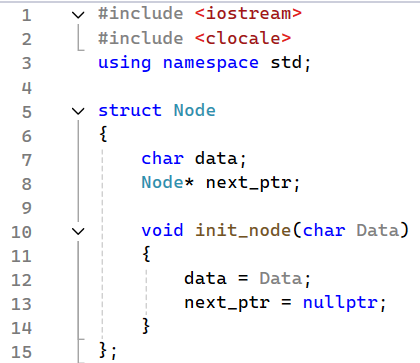 1 #include <iostream>
2 #include <clocale>
3 using namespace std;
4
5 struct Node
6 {
7     char data;
8     Node* next_ptr;
9
10     void init_node(char Data)
11     {
12         data = Data;
13         next_ptr = nullptr;
14     }
15 };